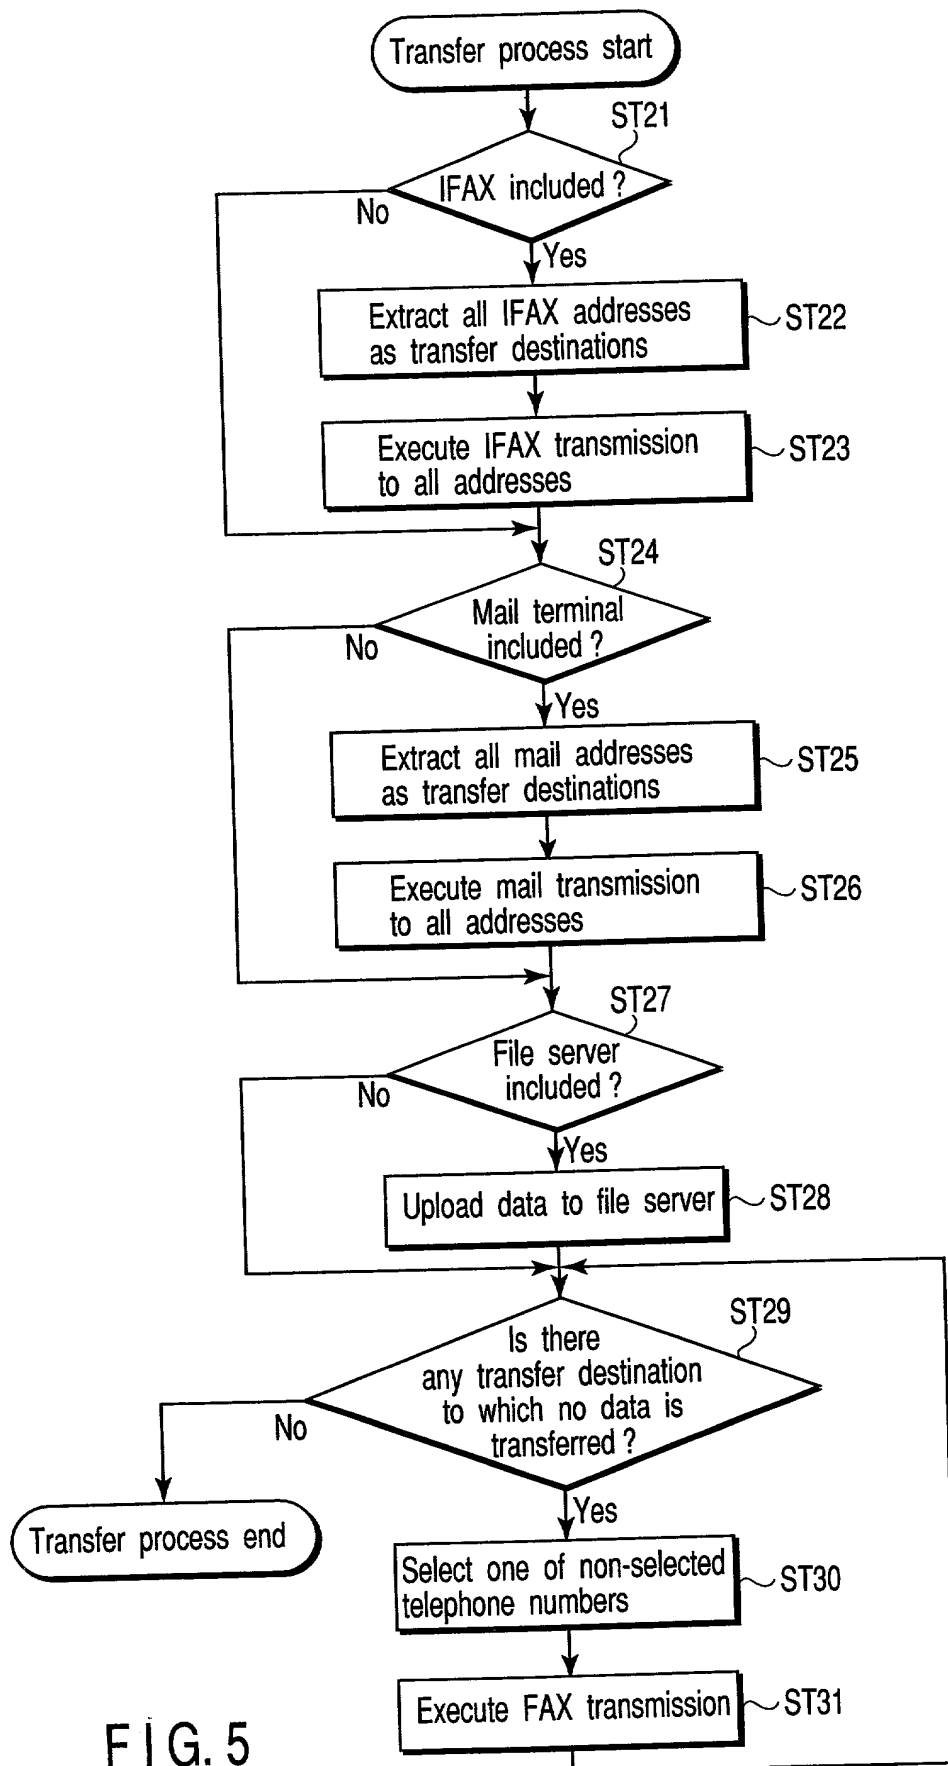 Transfer process start
ST21
IFAX included ?
No
Yes
Extract all IFAX addresses
as transfer destinations
ST22
Execute IFAX transmission
to all addresses
ST23
ST24
Mail terminal
included ?
No
Yes
Extract all mail addresses
as transfer destinations
ST25
Execute mail transmission
to all addresses
ST26
ST27
File server
included ?
No
Yes
Upload data to file server
ST28
ST29
Is there
any transfer destination
to which no data is
transferred ?
No
Yes
Transfer process end
Select one of non-selected
telephone numbers
ST30
Execute FAX transmission
ST31
FIG. 5